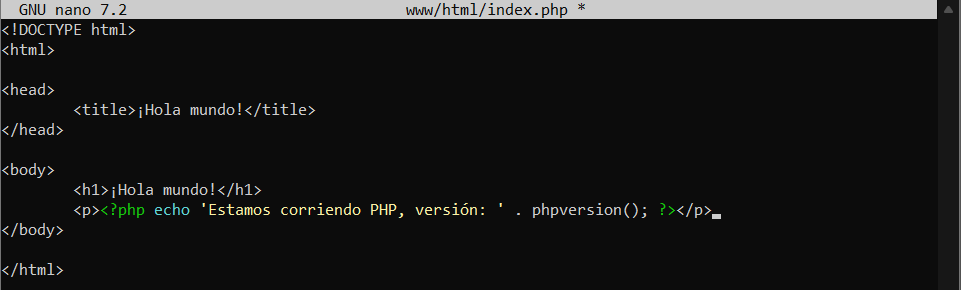 GNU nano 7.2 www/html/index.php *
<!DOCTYPE html>
<html>
<head>
<title>¡Hola mundo!</title>
</head>
<body>
<h1>¡Hola mundo!</h1>
<p><?php echo 'Estamos corriendo PHP, versión: ' . phpversion(); ?></p>
</body>
</html>